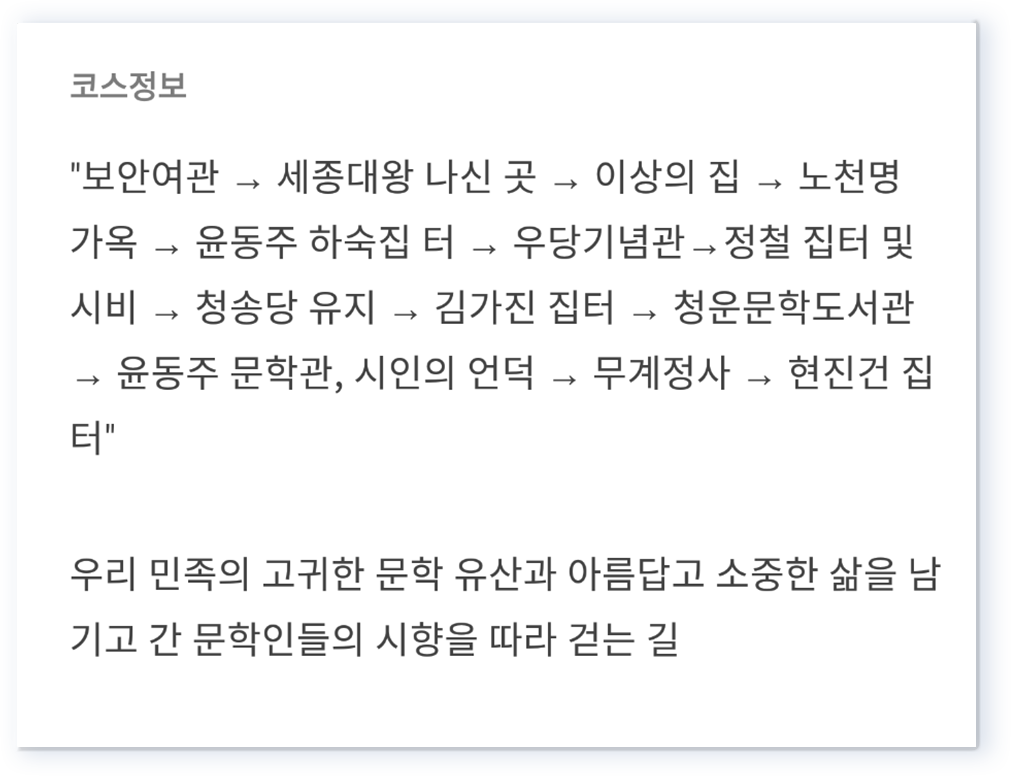 코스정보
"보안여관 → 세종대왕 나신 곳 → 이상의 집 → 노천명
가옥 → 윤동주 하숙집 터 → 우당기념관→정철 집터 및
시비 → 청송당 유지 → 김가진 집터 → 청운문학도서관
→ 윤동주 문학관, 시인의 언덕 → 무계정사 → 현진건 집
터"
우리 민족의 고귀한 문학 유산과 아름답고 소중한 삶을 남
기고 간 문학인들의 시향을 따라 걷는 길